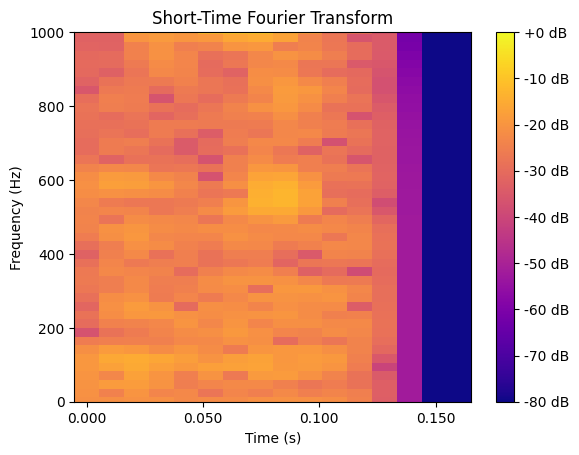 Short-Time Fourier Transform
1000
800
600
400
200
0
Frequency (Hz)
0.000
0.050
0.100
0.150
Time (s)
+0 dB
-10 dB
-20 dB
-30 dB
-40 dB
-50 dB
-60 dB
-70 dB
-80 dB